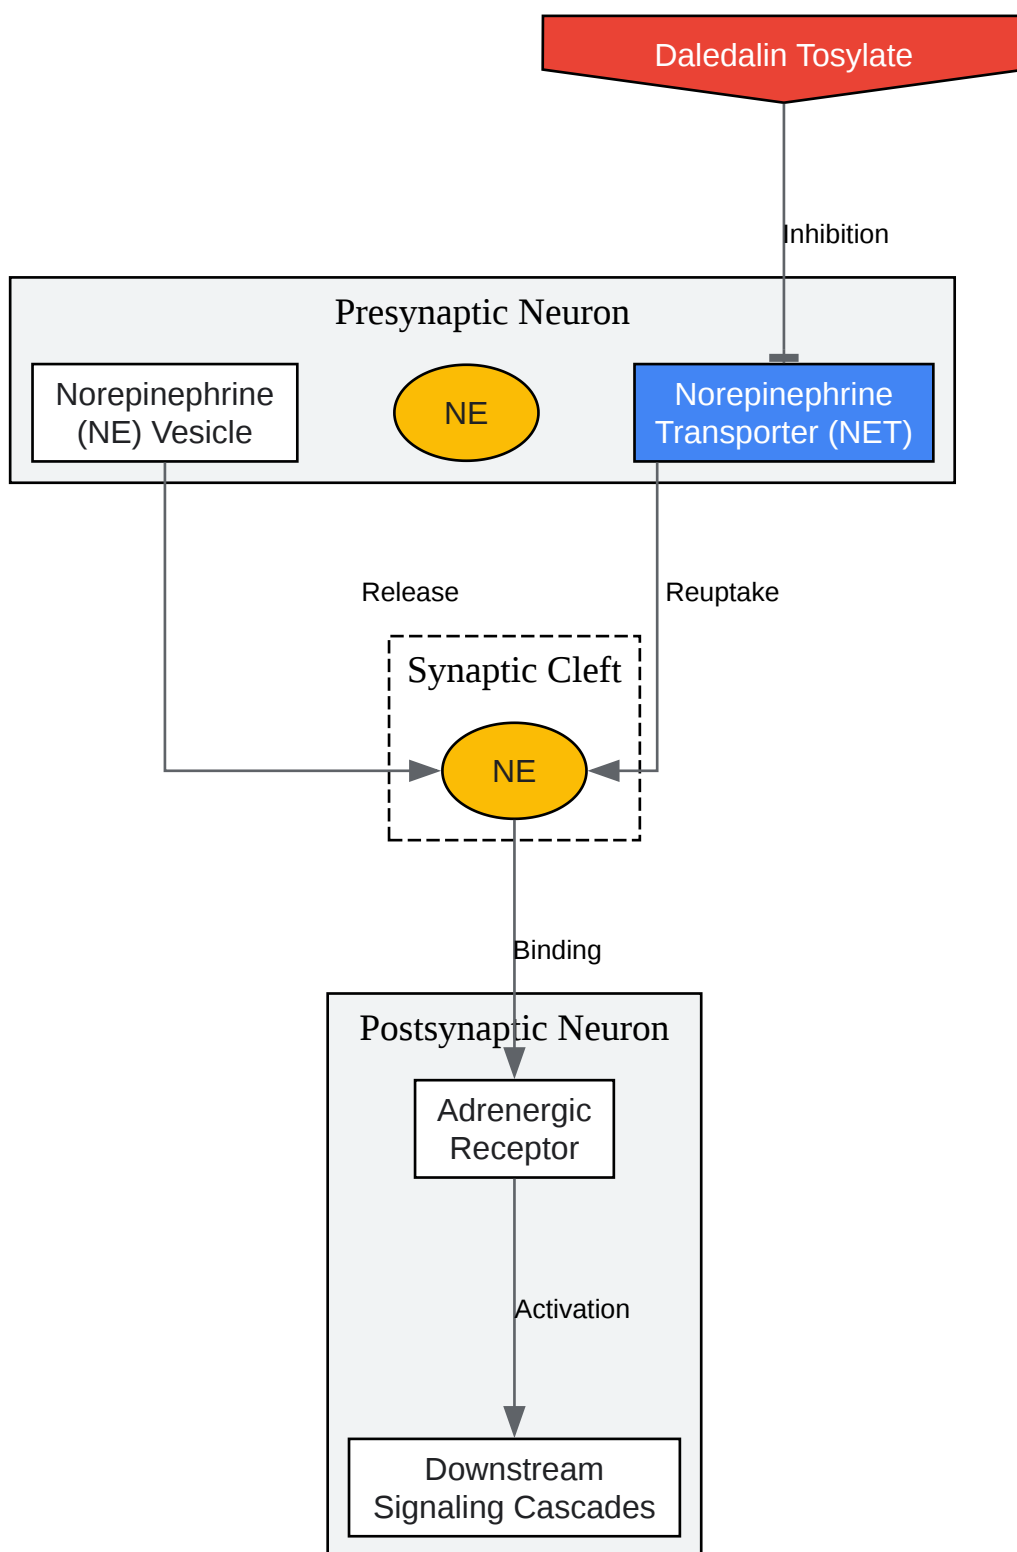 Daledalin Tosylate
Inhibition
Presynaptic Neuron
Norepinephrine
(NE) Vesicle
NE
Norepinephrine
Transporter (NET)
Release
Reuptake
Synaptic Cleft
NE
Binding
Postsynaptic Neuron
Adrenergic
Receptor
Activation
Downstream
Signaling Cascades